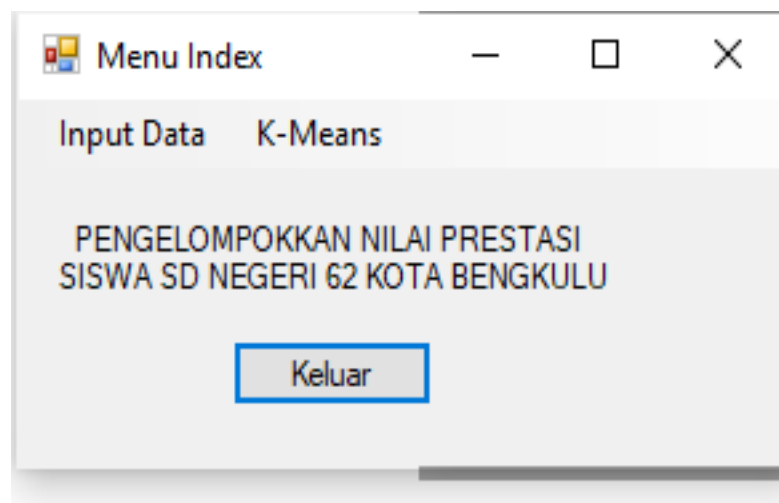 Menu Index
Input Data K-Means
PENGELOMPOKKAN NILAI PRESTASI
SISWA SD NEGERI 62 KOTA BENGKULU
Keluar